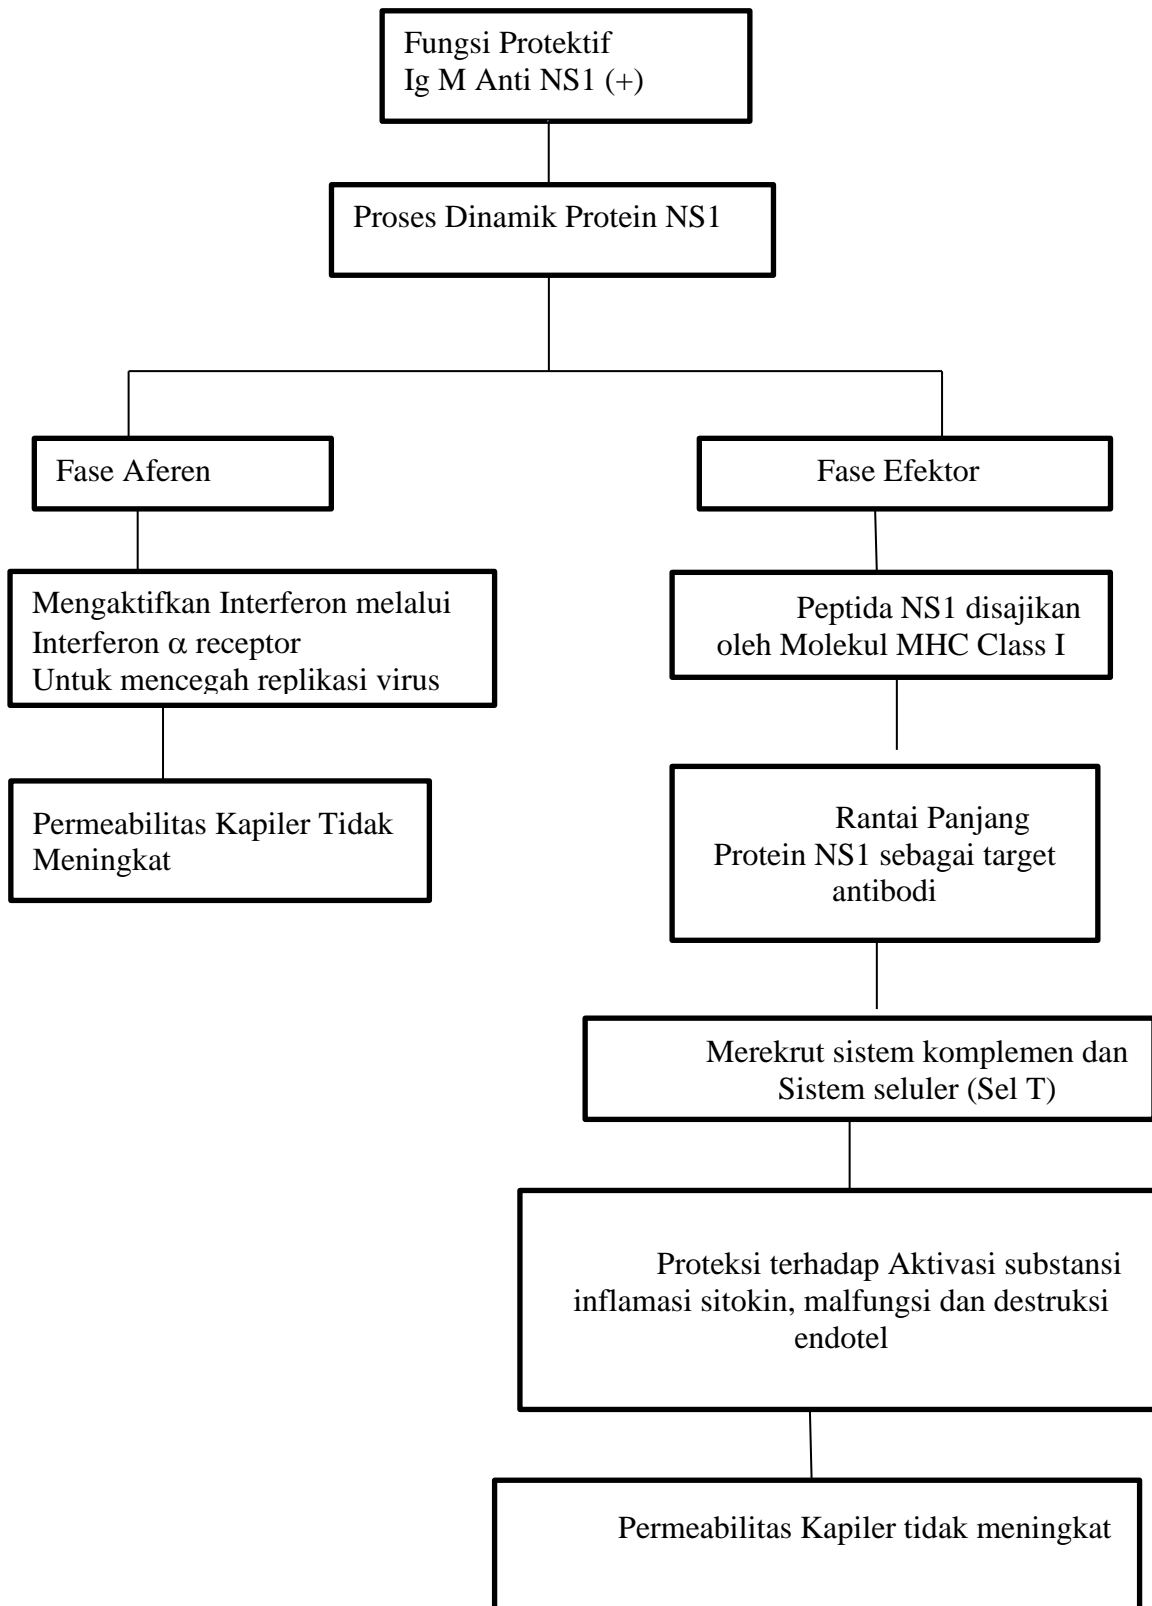 Fungsi Protektif
Ig M Anti NS1 (+)
Proses Dinamik Protein NS1
Fase Aferen
Fase Efektor
Mengaktifkan Interferon melalui
Interferon α receptor
Untuk mencegah replikasi virus
Peptida NS1 disajikan
oleh Molekul MHC Class I
Permeabilitas Kapiler Tidak
Meningkat
Rantai Panjang
Protein NS1 sebagai target
antibodi
Merekrut sistem komplemen dan
Sistem seluler (Sel T)
Proteksi terhadap Aktivasi substansi
inflamasi sitokin, malfungsi dan destruksi
endotel
Permeabilitas Kapiler tidak meningkat